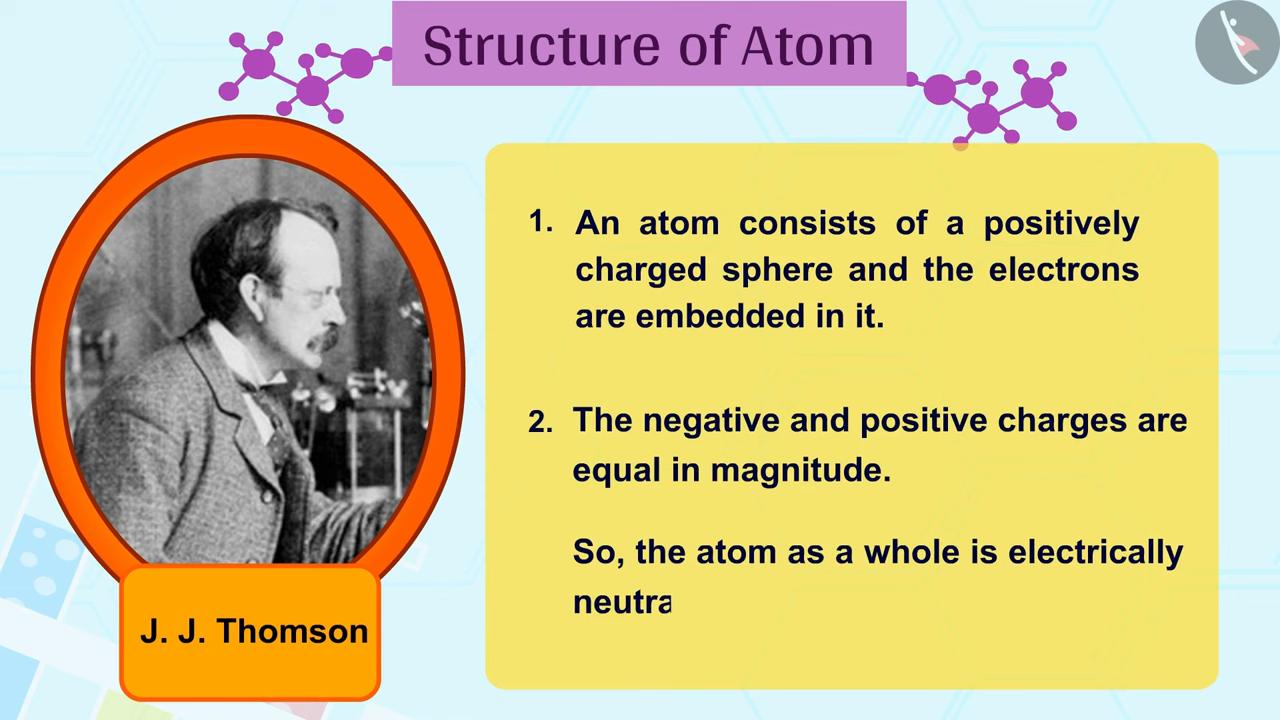 Structure of Atom
1. An atom consists of a positively
charged sphere and the electrons
are embedded in it.
2. The negative and positive charges are
equal in magnitude.
So, the atom as a whole is electrically
neutra
J. J. Thomson